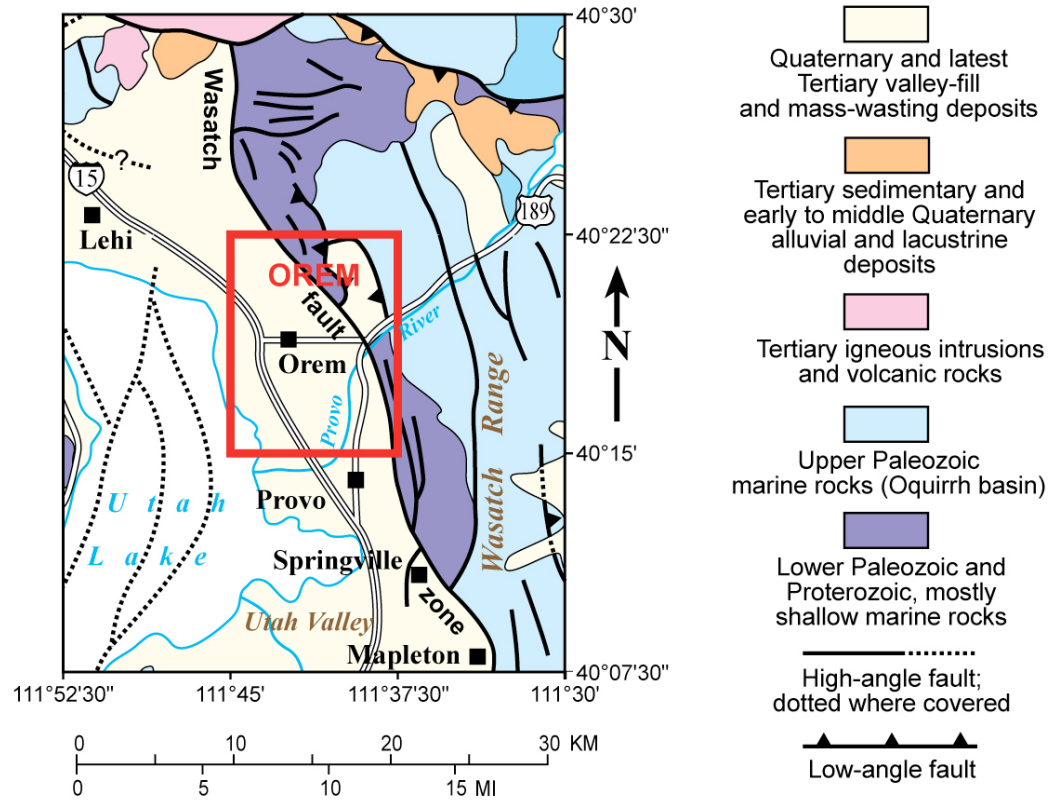 Wasatch
fault
zone
?
15
189
Lehi
OREM
Orem
River
Provo
Provo
Wasatch Range
Utah
Lake
Springville
Utah Valley
Mapleton
N
40°30'
40°22'30"
40°15'
40°07'30"
111°52'30"
111°45'
111°37'30"
111°30'
0 10 20 30 KM
0 5 10 15 MI
Quaternary and latest
Tertiary valley-fill
and mass-wasting deposits
Tertiary sedimentary and
early to middle Quaternary
alluvial and lacustrine
deposits
Tertiary igneous intrusions
and volcanic rocks
Upper Paleozoic
marine rocks (Oquirrh basin)
Lower Paleozoic and
Proterozoic, mostly
shallow marine rocks
High-angle fault;
dotted where covered
Low-angle fault